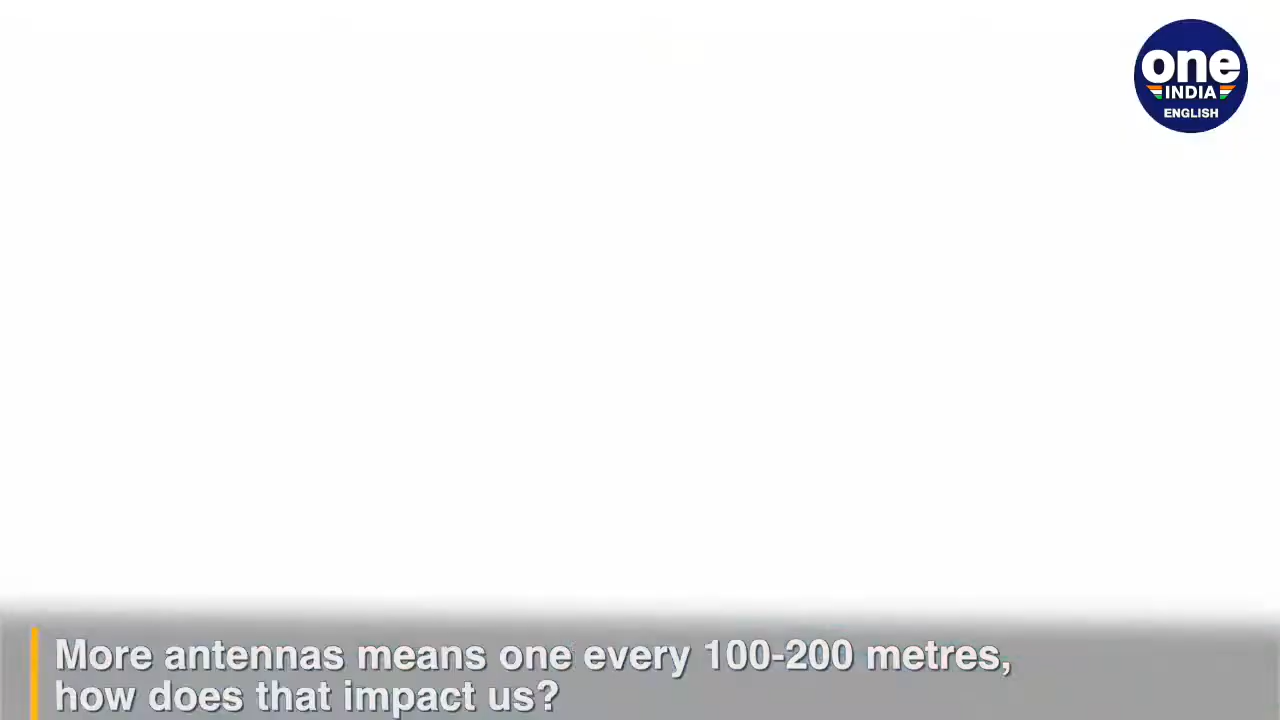 one
INDIA
ENGLISH
More antennas means one every 100-200 metres,
how does that impact us?